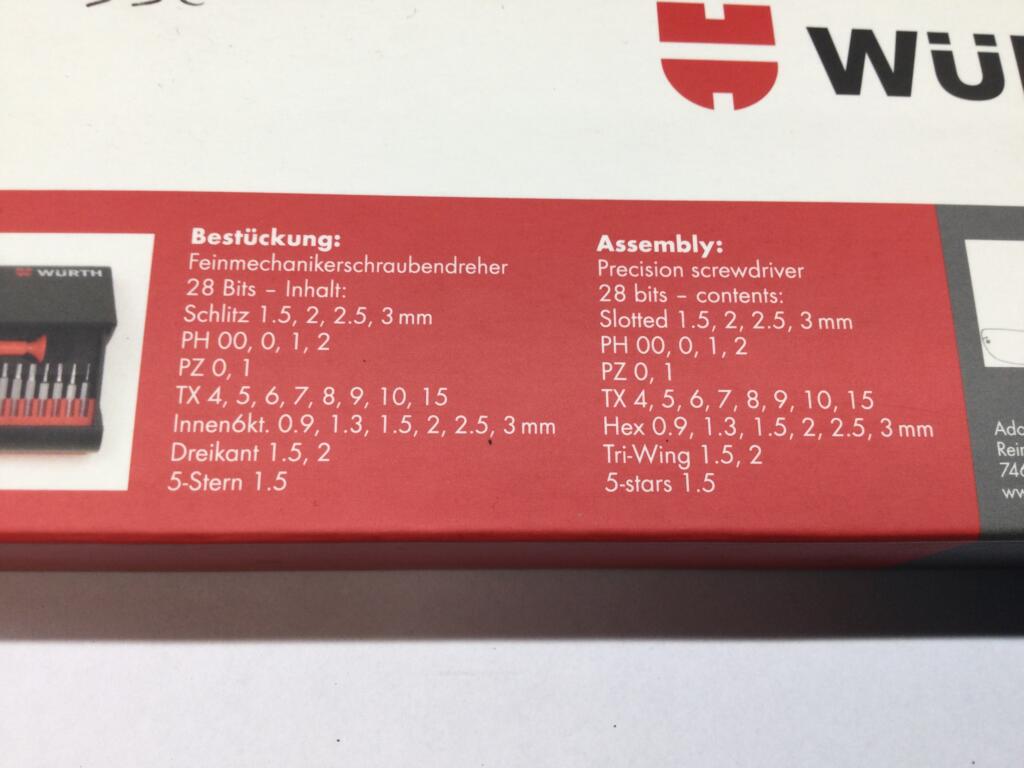 WÜ
WÜRTH
Bestückung:
Feinmechanikerschraubendreher
28 Bits – Inhalt:
Schlitz 1.5, 2, 2.5, 3 mm
PH 00, 0, 1, 2
PZ 0, 1
TX 4, 5, 6, 7, 8, 9, 10, 15
Innen6kt. 0.9, 1.3, 1.5, 2, 2.5, 3 mm
Dreikant 1.5, 2
5-Stern 1.5
Assembly:
Precision screwdriver
28 bits – contents:
Slotted 1.5, 2, 2.5, 3 mm
PH 00, 0, 1, 2
PZ 0, 1
TX 4, 5, 6, 7, 8, 9, 10, 15
Hex 0.9, 1.3, 1.5, 2, 2.5, 3 mm
Tri-Wing 1.5, 2
5-stars 1.5